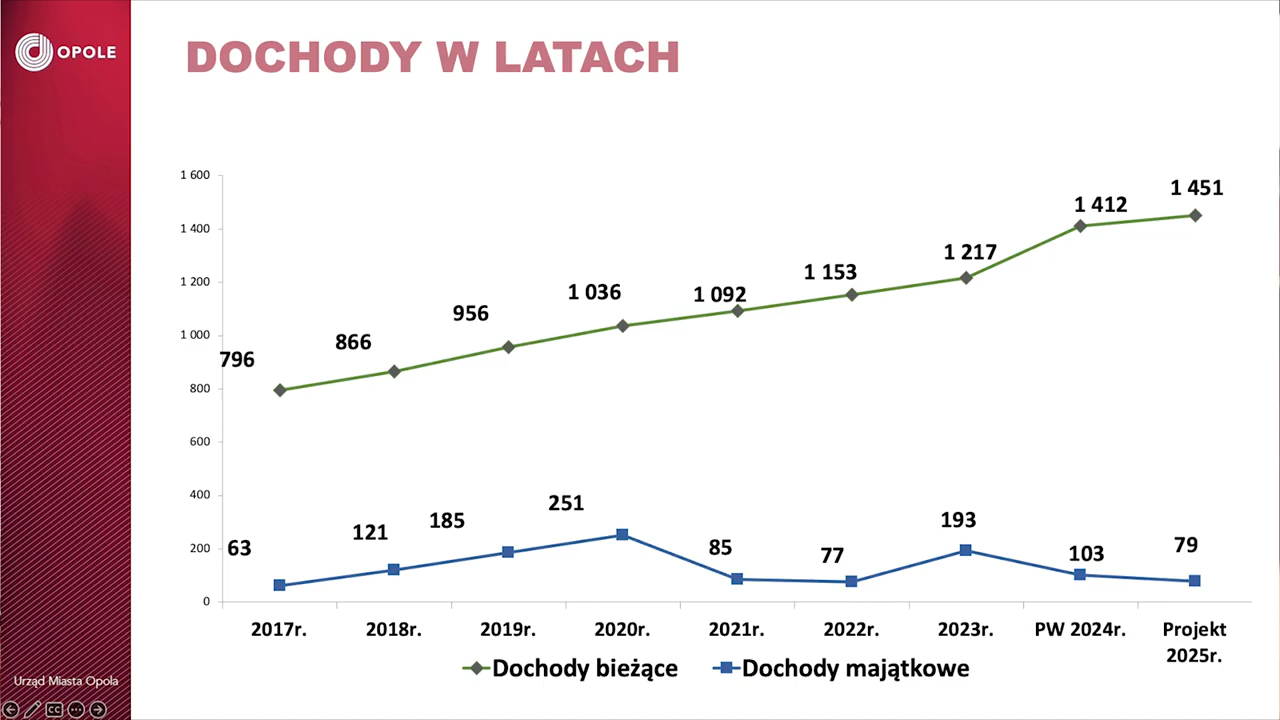 OPOLE
DOCHODY W LATACH
1 600
1 400
1 200
1 000
800
600
400
200
0
796
866
956
1 036
1 092
1 153
1 217
1 412
1 451
63
121
185
251
85
77
193
103
79
2017r.
2018r.
2019r.
2020r.
2021r.
2022r.
2023r.
PW 2024r.
Projekt
2025r.
Dochody bieżące
Dochody majątkowe
Urząd Miasta Opola
CC